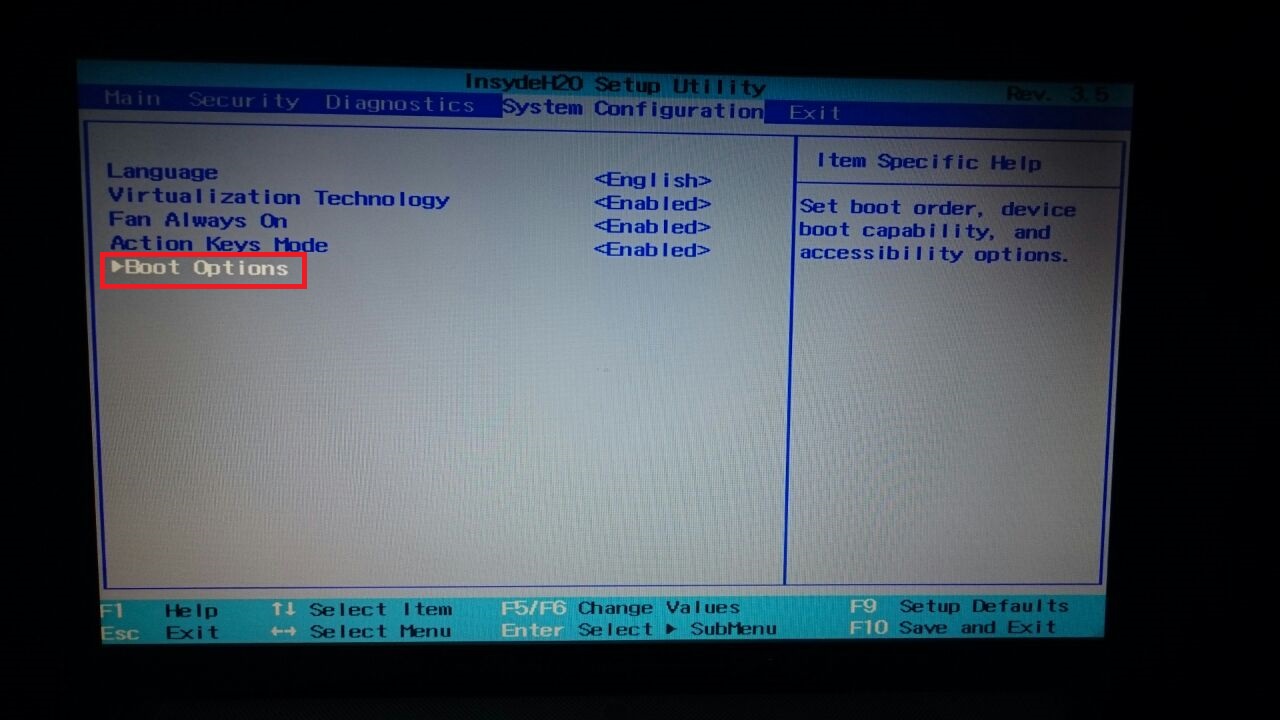 InsydeH20 Setup Utility Rev. 3.5
Main Security Diagnostics System Configuration Exit
Language <English>
Virtualization Technology <Enabled>
Fan Always On <Enabled>
Action Keys Mode <Enabled>
▶Boot Options
Item Specific Help
Set boot order, device
boot capability, and
accessibility options.
F1 Help ↑↓ Select Item F5/F6 Change Values F9 Setup Defaults
Esc Exit ←→ Select Menu Enter Select ▶ SubMenu F10 Save and Exit